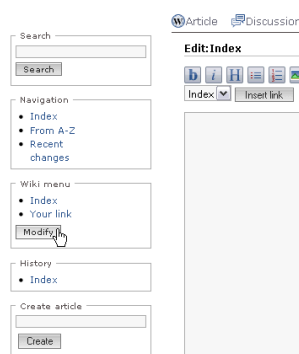 Article Discussion
Search
Search
Navigation
Index
From A-Z
Recent
changes
Wiki menu
Index
Your link
Modify
History
Index
Create article
Create
Edit:Index
b i H
Index Insert link